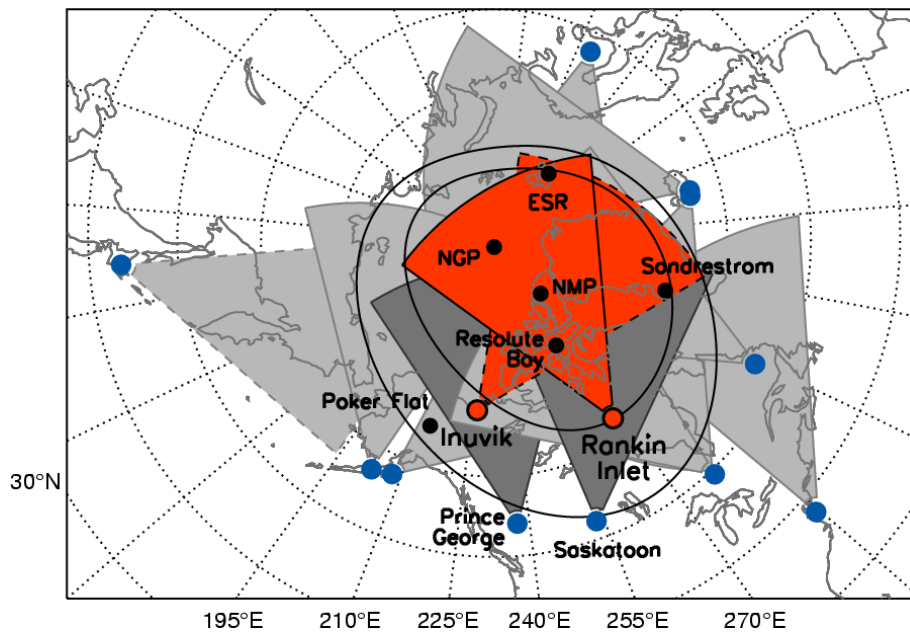 ESR
NGP
Sondrestrom
NMP
Resolute
Bay
Poker Flat
Inuvik
Rankin
Inlet
30°N
Prince
George
Saskatoon
195°E
210°E
225°E
240°E
255°E
270°E